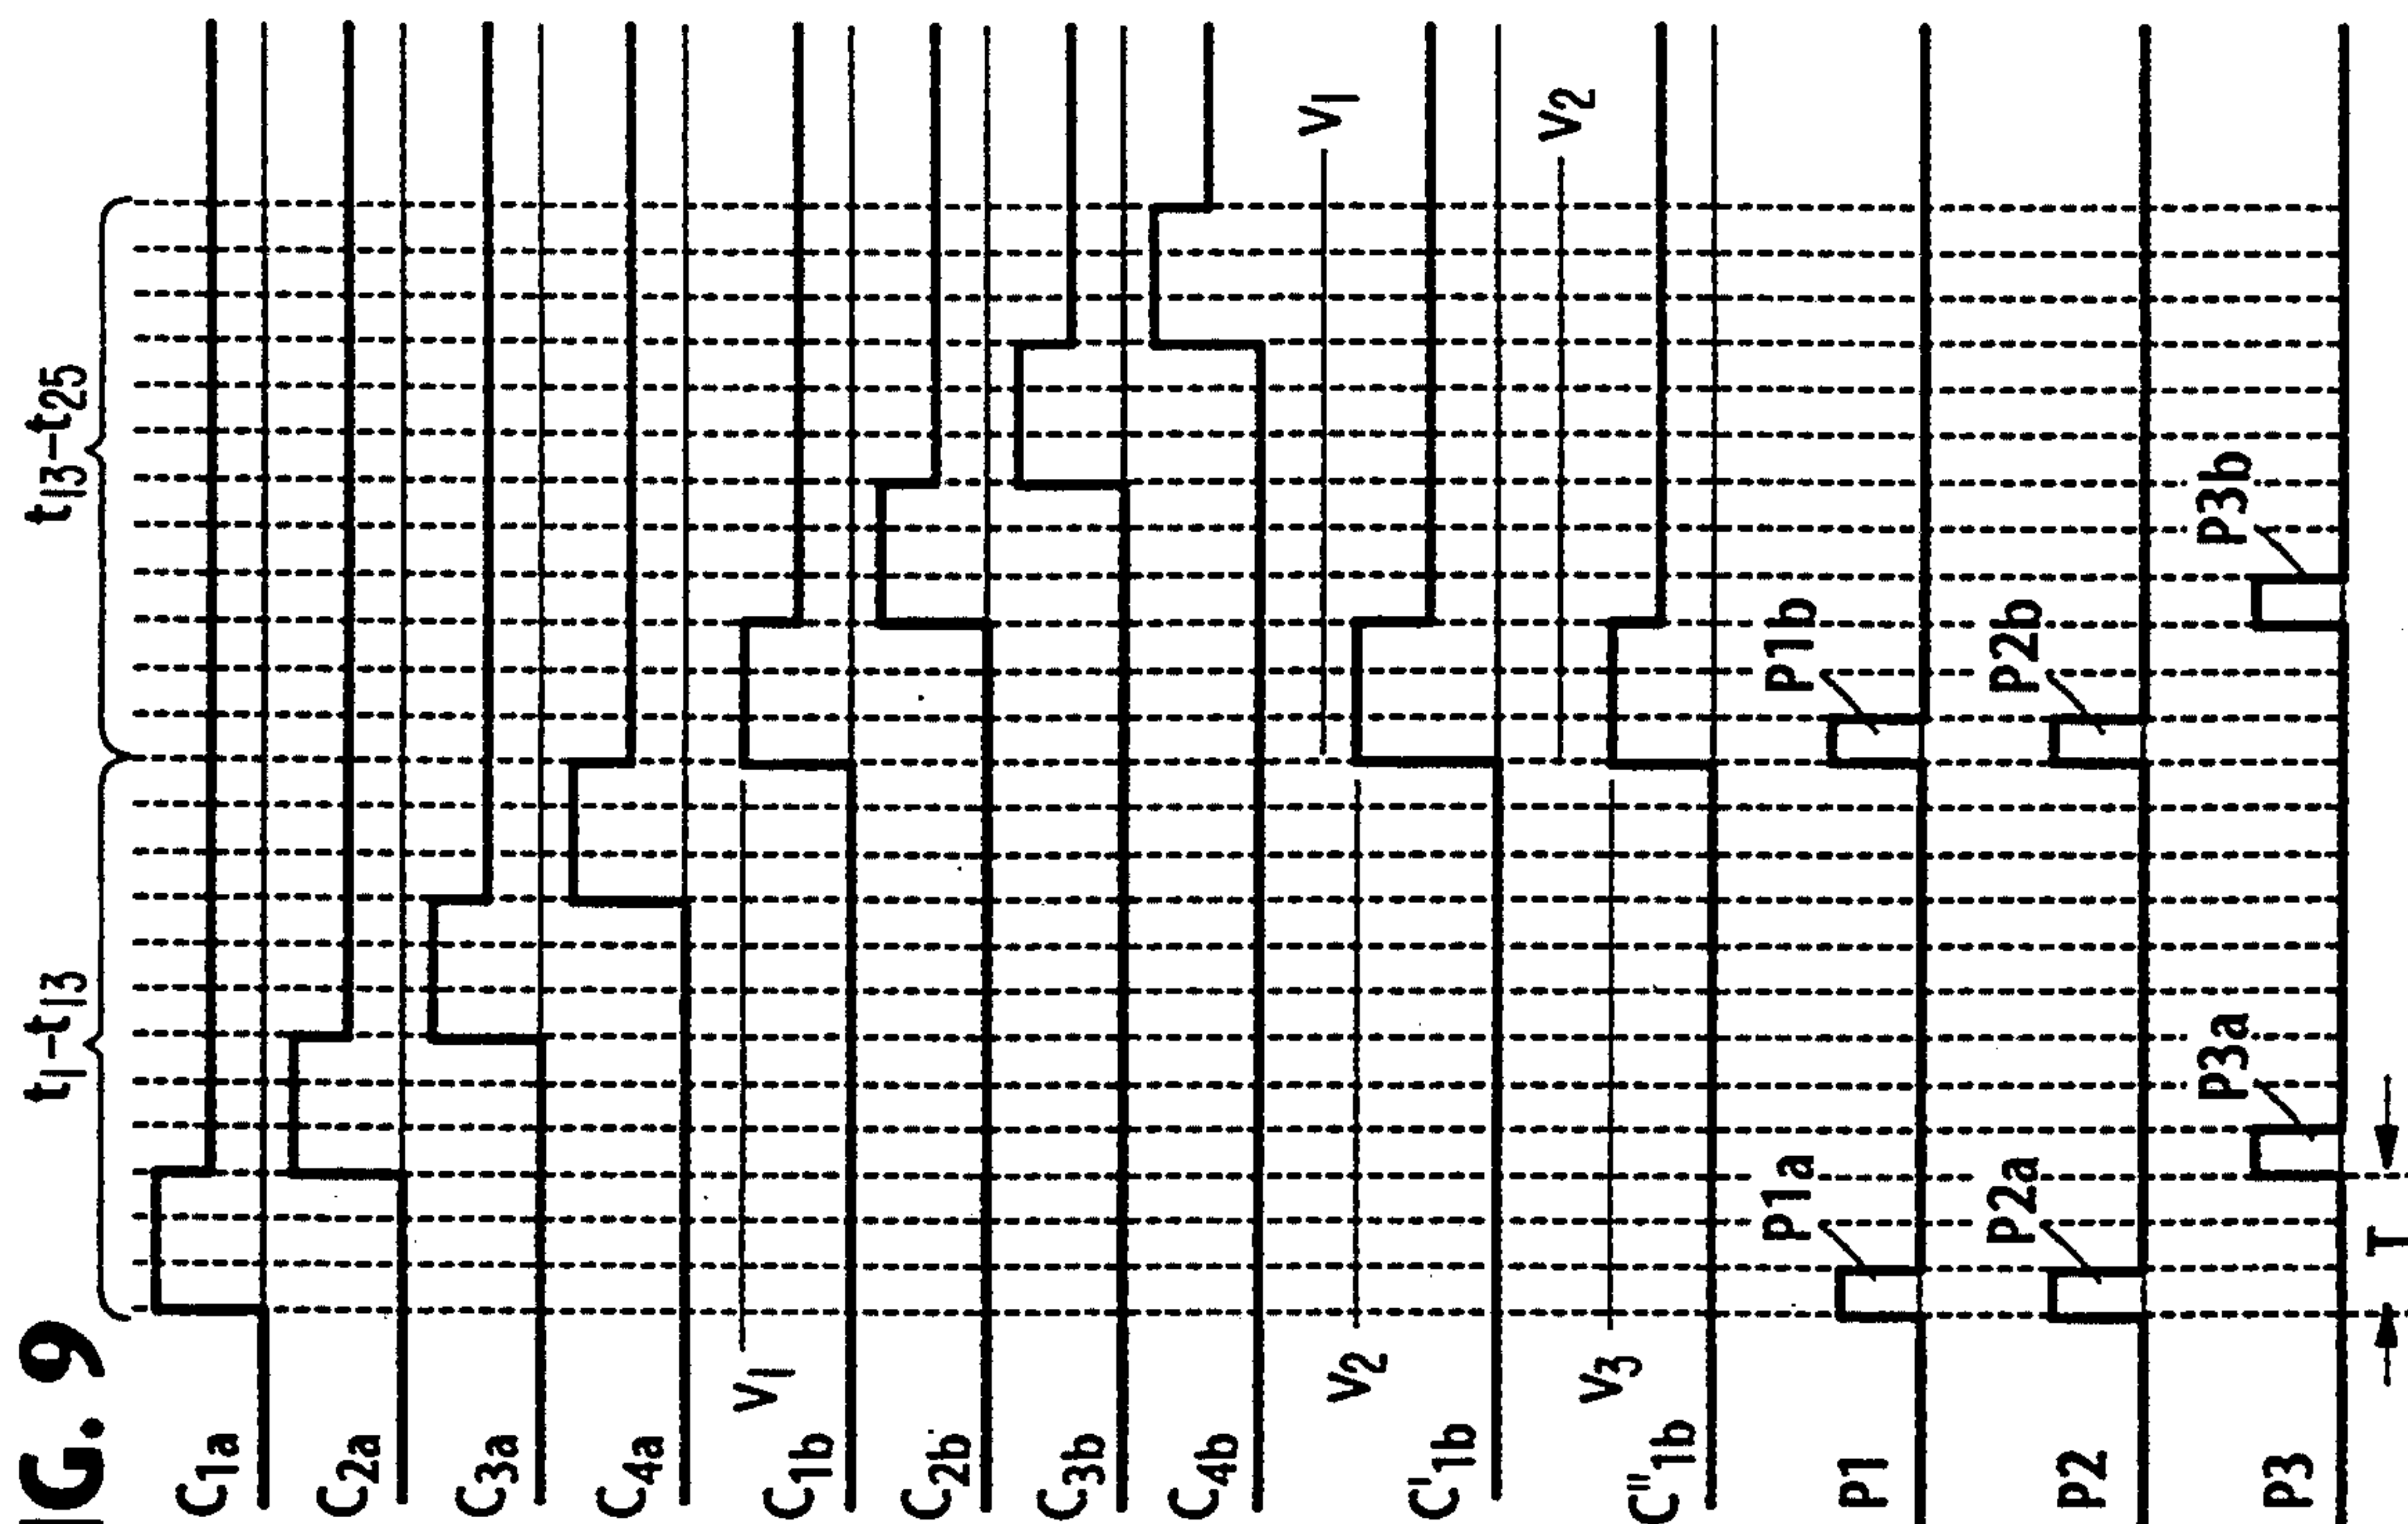 FIG. 9
t1–t13
t13–t25
C1a
C2a
C3a
C4a
V1
C1b
C2b
C3b
C4b
V2
V1
C'1b
V3
V2
C"1b
P1a
P1b
P1
P2a
P2b
P2
P3a
P3b
P3
T